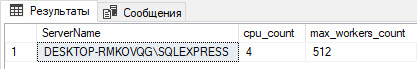 Результаты Сообщения
ServerName cpu_count max_workers_count
1 DESKTOP-RMKOVQG\SQLEXPRESS 4 512